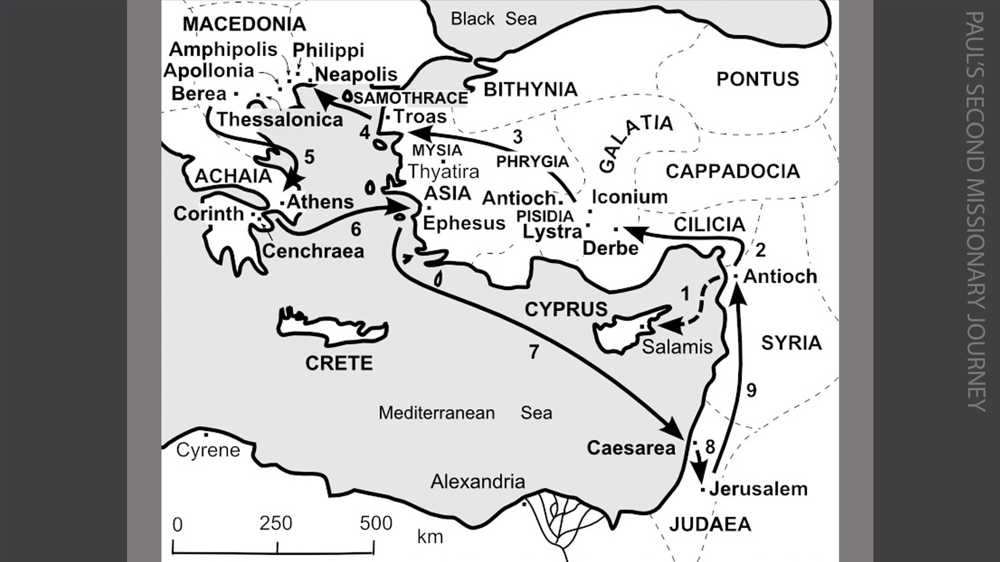 Black Sea
MACEDONIA
Amphipolis
Philippi
Apollonia
Neapolis
Berea
SAMOTHRACE
BITHYNIA
PONTUS
Thessalonica
Troas
4
3
GALATIA
MYSIA
PHRYGIA
5
Thyatira
ACHAIA
CAPPADOCIA
ASIA
Antioch
Iconium
Athens
Corinth
PISIDIA
Ephesus
Lystra
CILICIA
6
Derbe
2
Cenchraea
Antioch
1
CYPRUS
Salamis
SYRIA
7
CRETE
9
Mediterranean Sea
Cyrene
Caesarea
8
Alexandria
Jerusalem
JUDAEA
0 250 500
km
PAUL'S SECOND MISSIONARY JOURNEY